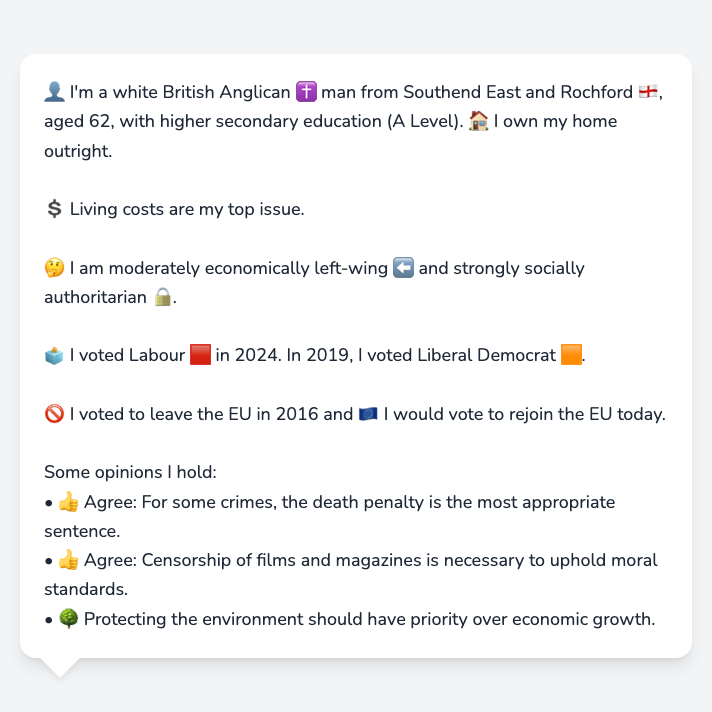 👤 I'm a white British Anglican ✝️ man from Southend East and Rochford 🏴󠁧󠁢󠁥󠁮󠁧󠁿,
aged 62, with higher secondary education (A Level). 🏠 I own my home
outright.
💲 Living costs are my top issue.
🤔 I am moderately economically left-wing ⬅️ and strongly socially
authoritarian 🔒.
🗳️ I voted Labour 🟥 in 2024. In 2019, I voted Liberal Democrat 🟧.
🚫 I voted to leave the EU in 2016 and 🇪🇺 I would vote to rejoin the EU today.
Some opinions I hold:
• 👍 Agree: For some crimes, the death penalty is the most appropriate
sentence.
• 👍 Agree: Censorship of films and magazines is necessary to uphold moral
standards.
• 🌳 Protecting the environment should have priority over economic growth.